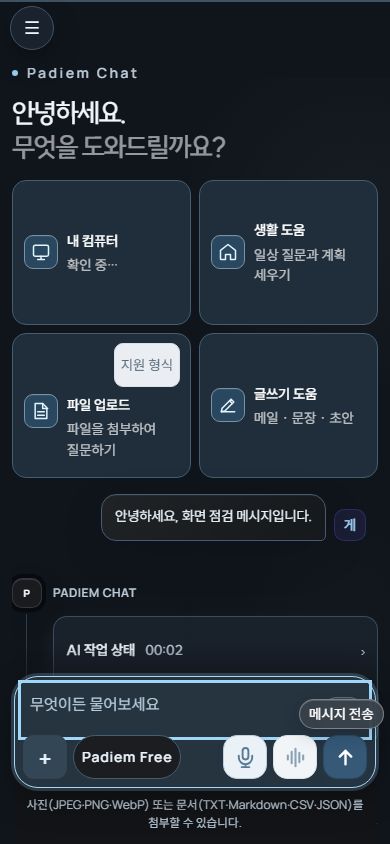 Padiem Chat
안녕하세요.
무엇을 도와드릴까요?
내 컴퓨터
확인 중…
생활 도움
일상 질문과 계획
세우기
지원 형식
파일 업로드
파일을 첨부하여
질문하기
글쓰기 도움
메일 · 문장 · 초안
안녕하세요, 화면 점검 메시지입니다.
게
P
PADIEM CHAT
AI 작업 상태 00:02
무엇이든 물어보세요
메시지 전송
Padiem Free
사진(JPEG·PNG·WebP) 또는 문서(TXT·Markdown·CSV·JSON)를
첨부할 수 있습니다.